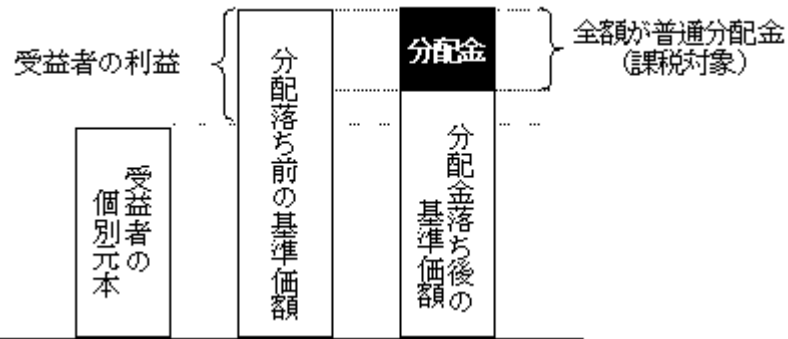 受益者の利益
分配落ち前の基準価額
分配金
全額が普通分配金
(課税対象)
受益者の
個別元本
分配金落ち後の
基準価額